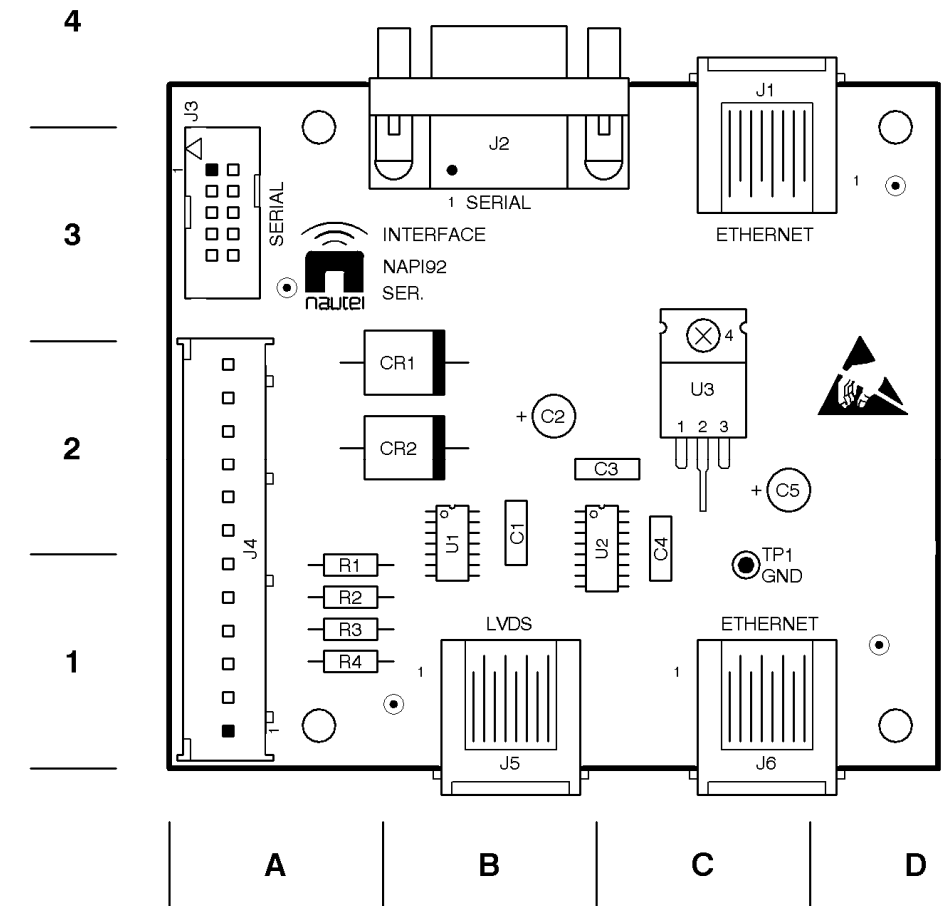 4
J3
J1
J2
1
1
1 SERIAL
SERIAL
3
INTERFACE
ETHERNET
NAPI92
SER.
nautel
4
CR1
U3
C2
+
1 2 3
2
CR2
C3
+
C5
U1
C1
U2
C4
J4
TP1
GND
R1
R2
R3
R4
LVDS
ETHERNET
1
1
1
1
J5
J6
A
B
C
D